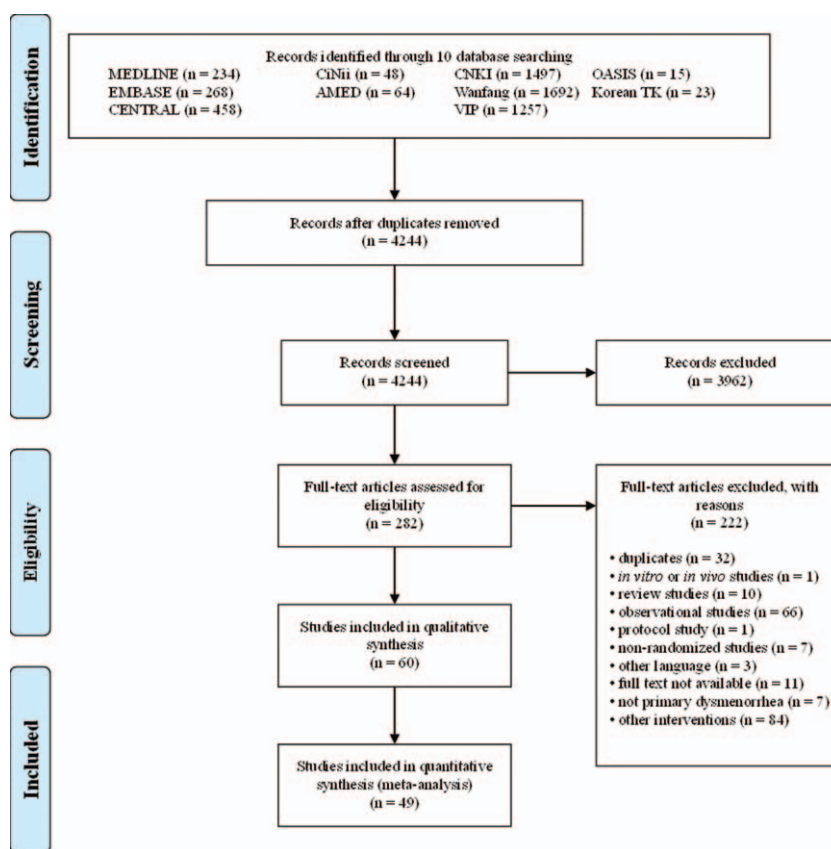 Identification
Records identified through 10 database searching
MEDLINE (n = 234) CiNii (n = 48) CNKI (n = 1497) OASIS (n = 15)
EMBASE (n = 268) AMED (n = 64) Wanfang (n = 1692) Korean TK (n = 23)
CENTRAL (n = 458) VIP (n = 1257)
Records after duplicates removed
(n = 4244)
Screening
Records screened
(n = 4244)
Records excluded
(n = 3962)
Eligibility
Full-text articles assessed for
eligibility
(n = 282)
Full-text articles excluded, with
reasons
(n = 222)
• duplicates (n = 32)
• in vitro or in vivo studies (n = 1)
• review studies (n = 10)
• observational studies (n = 66)
• protocol study (n = 1)
• non-randomized studies (n = 7)
• other language (n = 3)
• full text not available (n = 11)
• not primary dysmenorrhea (n = 7)
• other interventions (n = 84)
Studies included in qualitative
synthesis
(n = 60)
Included
Studies included in quantitative
synthesis (meta-analysis)
(n = 49)